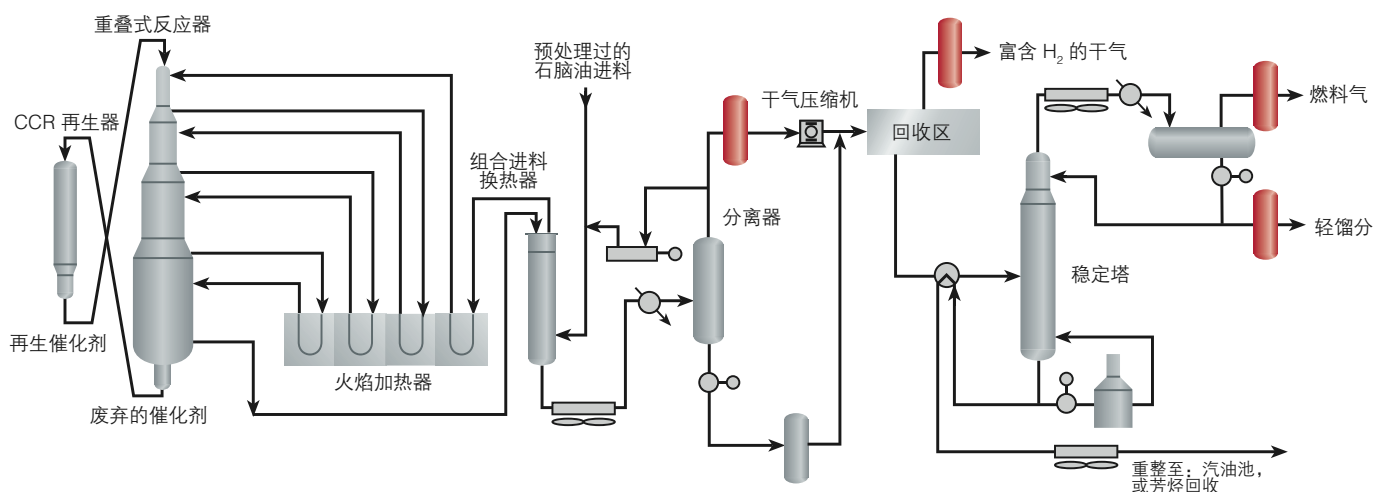 重叠式反应器
CCR 再生器
再生催化剂
废弃的催化剂
火焰加热器
预处理过的
石脑油进料
组合进料
换热器
分离器
干气压缩机
回收区
富含 H₂ 的干气
燃料气
轻馏分
稳定塔
重整至：汽油池，
或芳烃回收